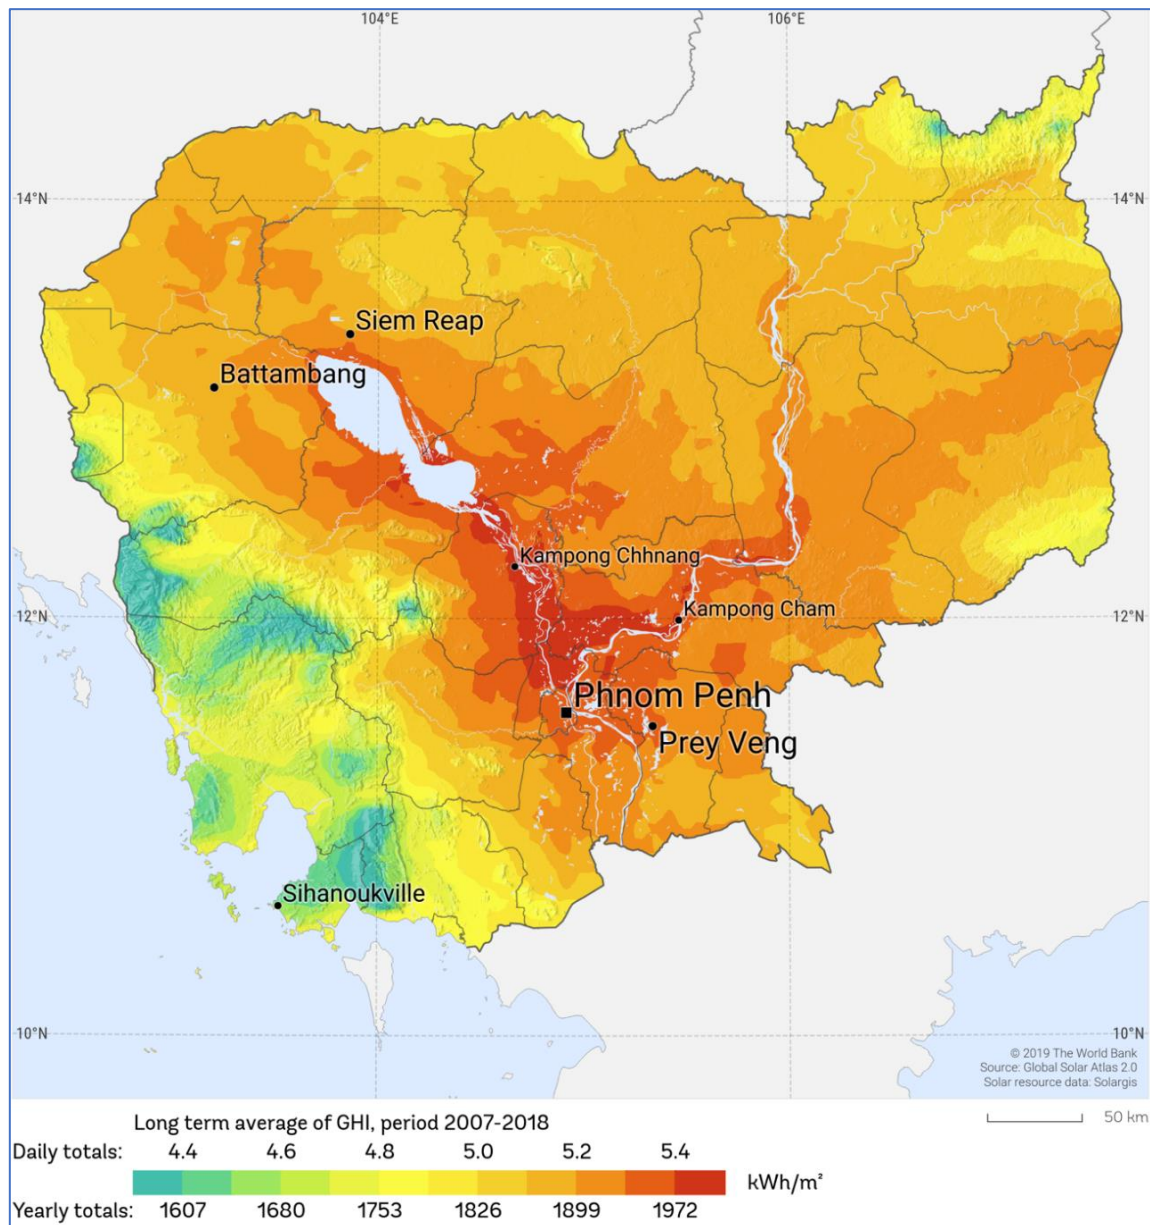 104°E 106°E
14°N 14°N
Siem Reap
Battambang
Kampong Chhnang
12°N Kampong Cham 12°N
Phnom Penh
Prey Veng
Sihanoukville
10°N 10°N
© 2019 The World Bank
Source: Global Solar Atlas 2.0
Solar resource data: Solargis
Long term average of GHI, period 2007-2018 50 km
Daily totals: 4.4 4.6 4.8 5.0 5.2 5.4
kWh/m²
Yearly totals: 1607 1680 1753 1826 1899 1972